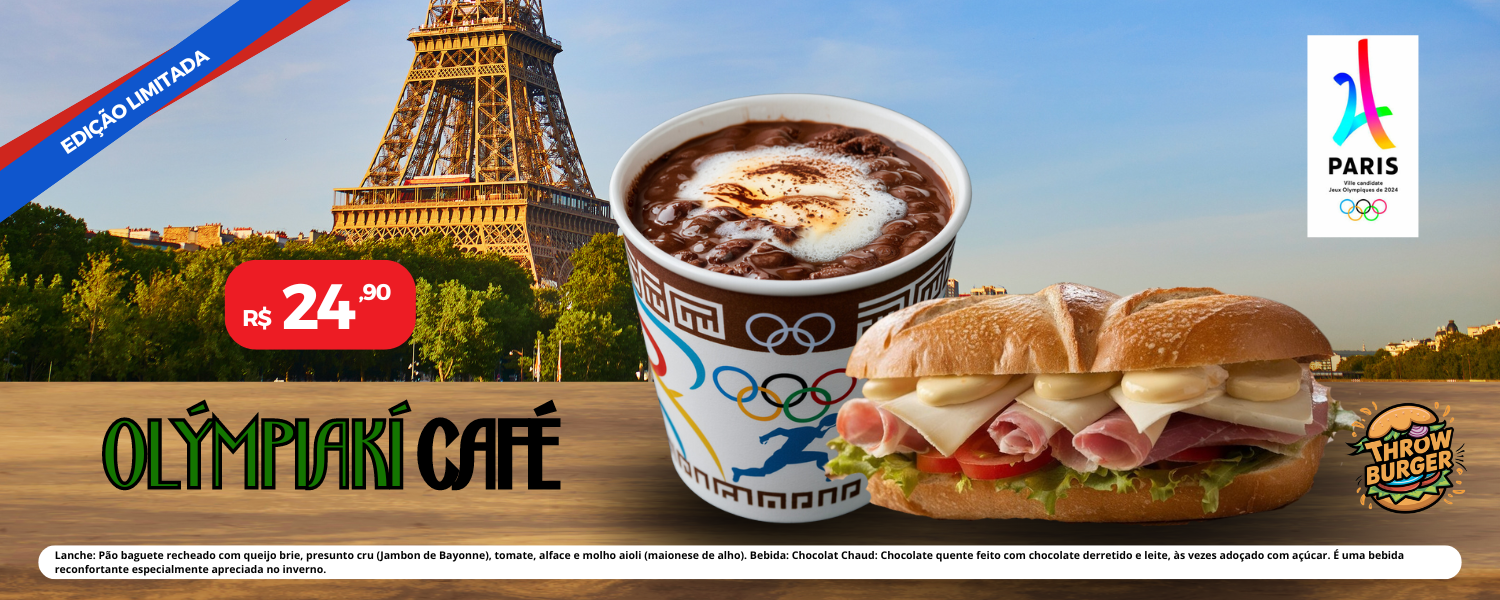 EDIÇÃO LIMITADA
PARIS
Ville candidate
Jeux Olympiques de 2024
R$ 24,90
OLÝMPIAKÍ CAFÉ
THROW
BURGER
Lanche: Pão baguete recheado com queijo brie, presunto cru (Jambon de Bayonne), tomate, alface e molho aioli (maionese de alho). Bebida: Chocolat Chaud: Chocolate quente feito com chocolate derretido e leite, às vezes adoçado com açúcar. É uma bebida
reconfortante especialmente apreciada no inverno.